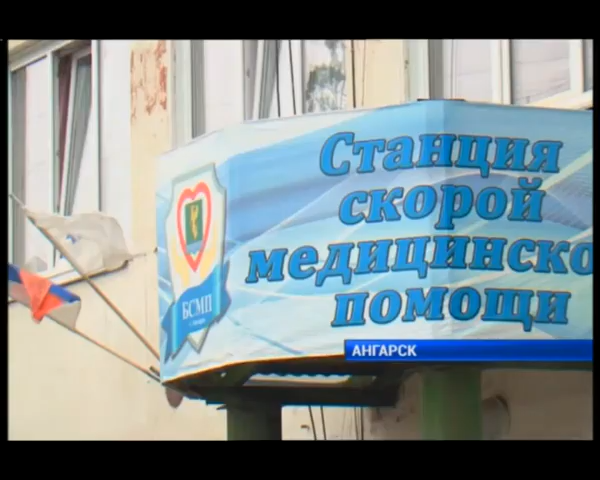 Станция
скорой
медицинско
помощи
БСМП
АНГАРСК